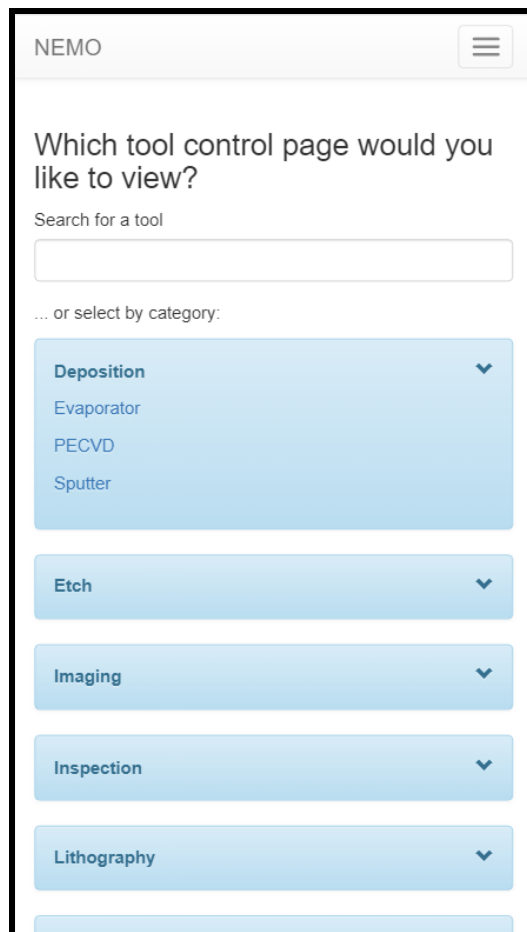 NEMO
Which tool control page would you
like to view?
Search for a tool
... or select by category:
Deposition
Evaporator
PECVD
Sputter
Etch
Imaging
Inspection
Lithography